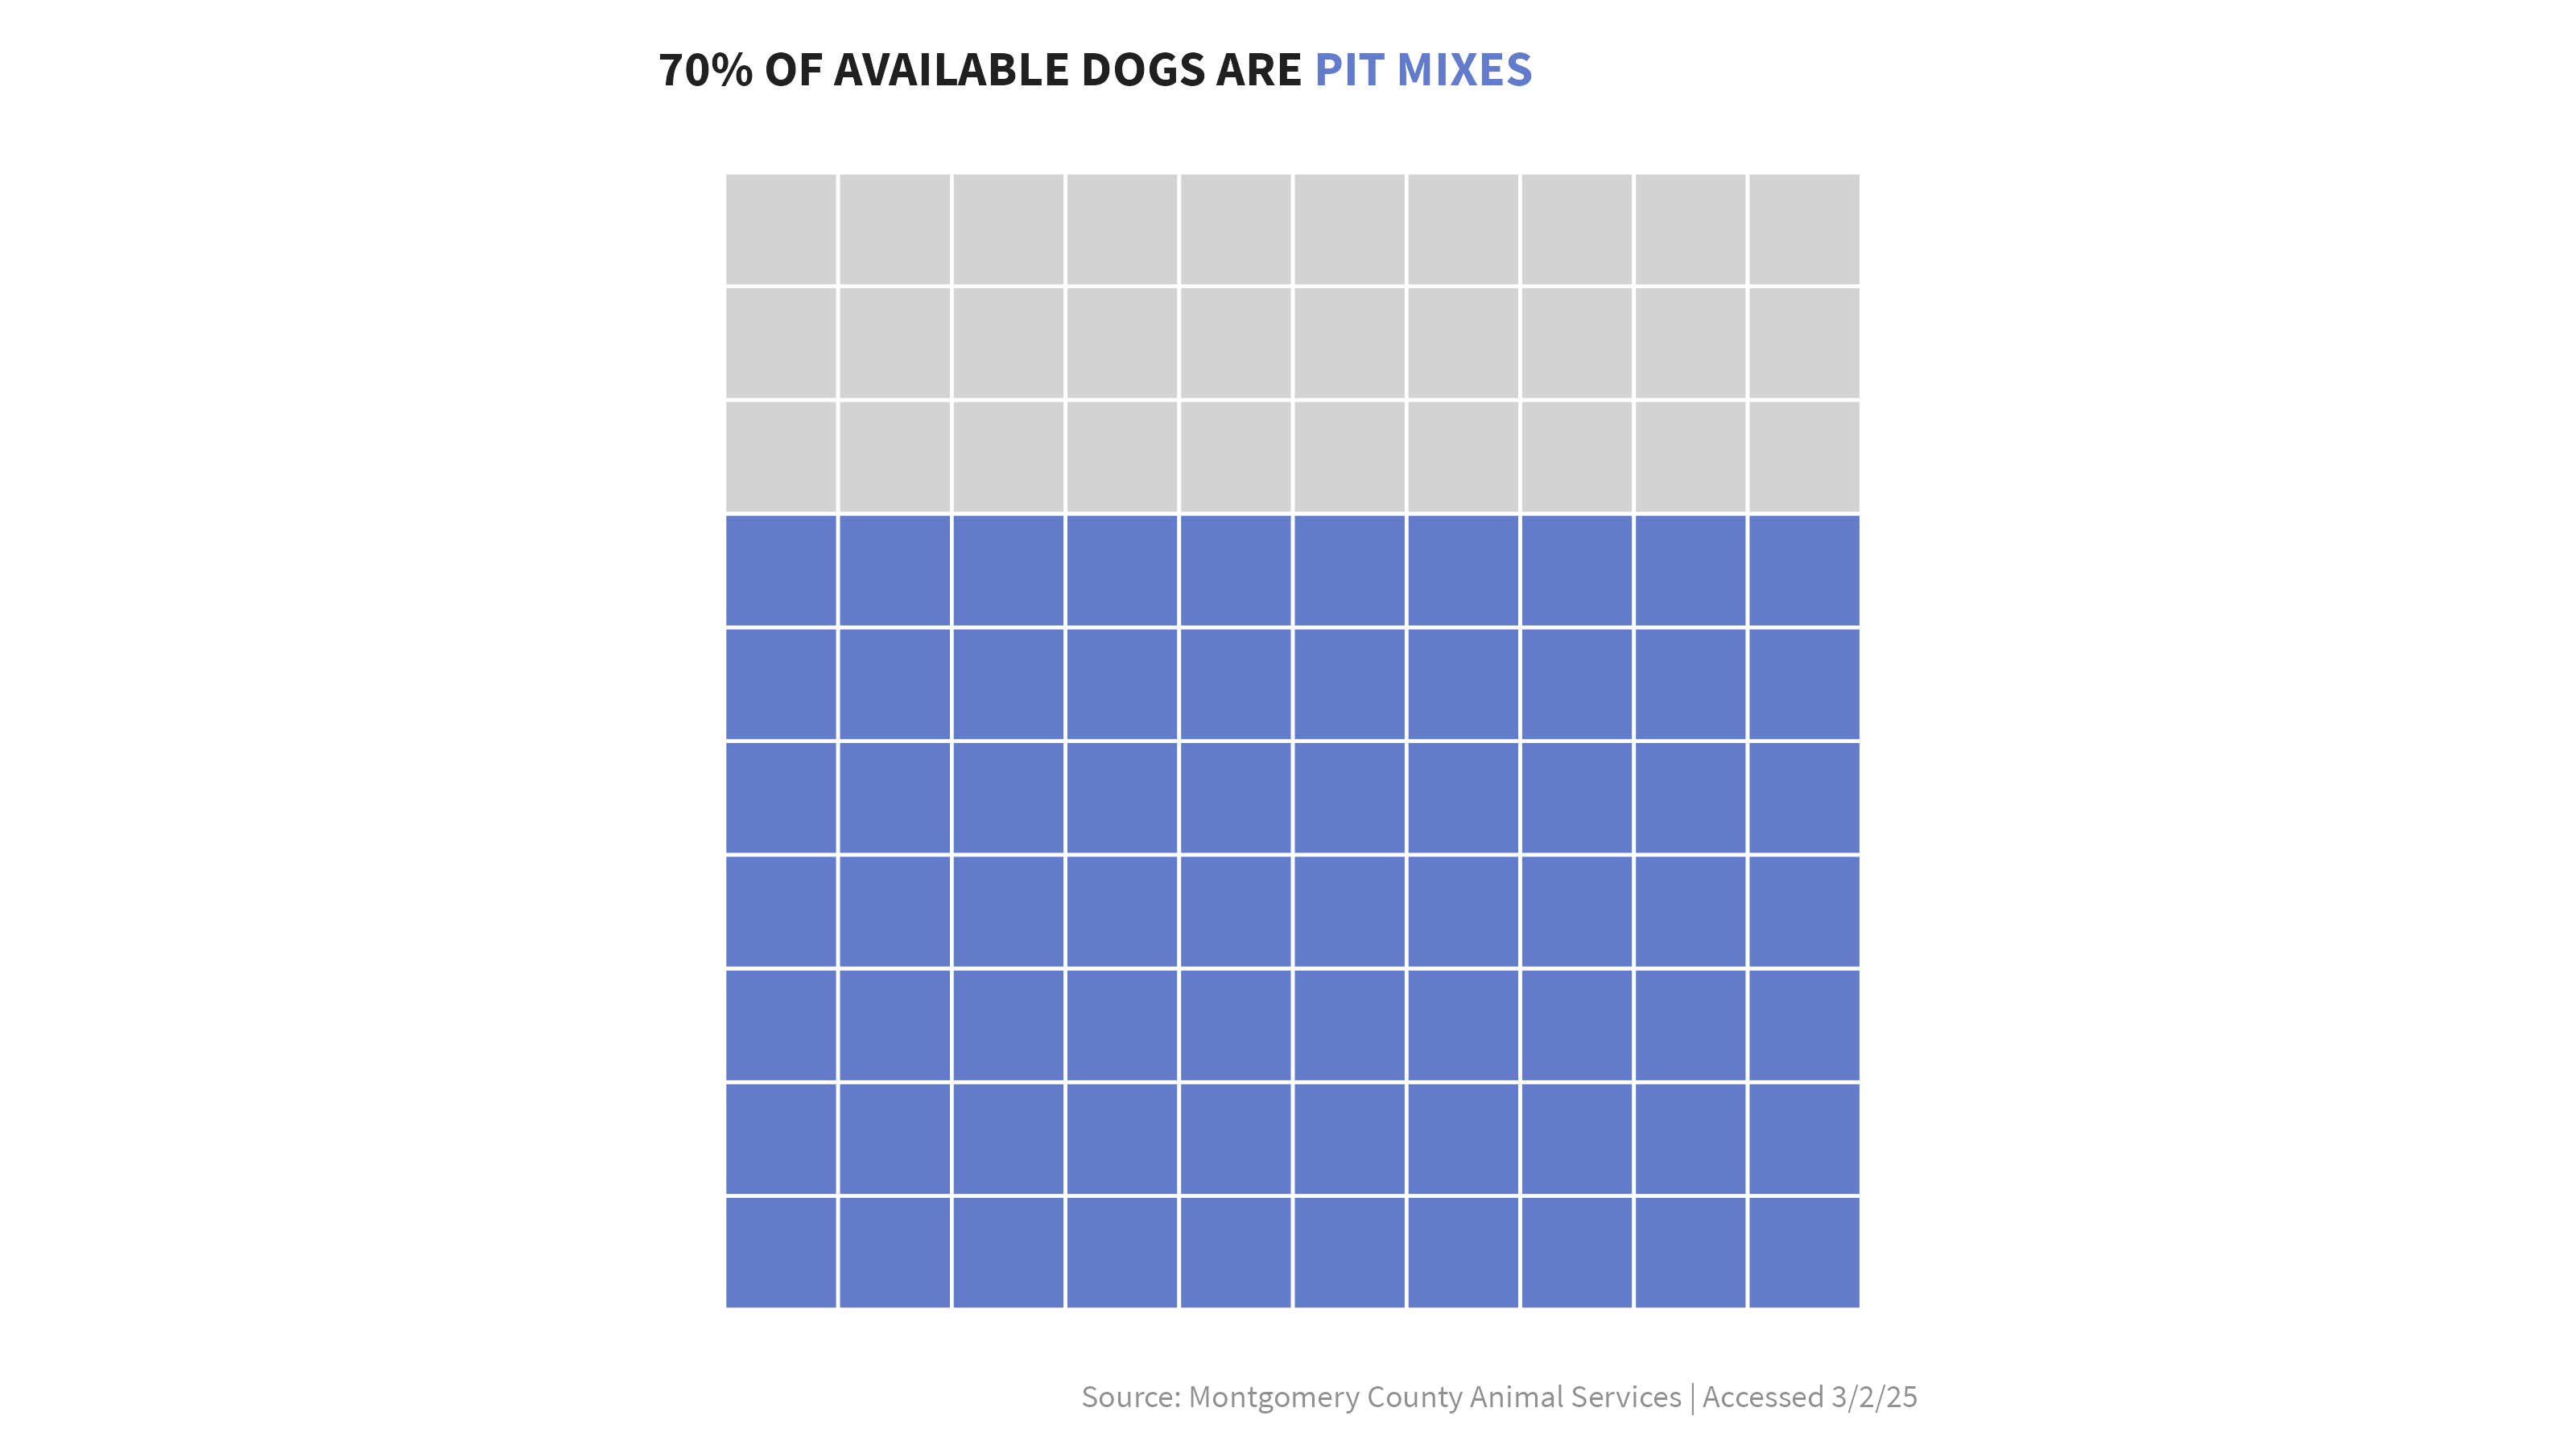 70% OF AVAILABLE DOGS ARE PIT MIXES
Source: Montgomery County Animal Services | Accessed 3/2/25